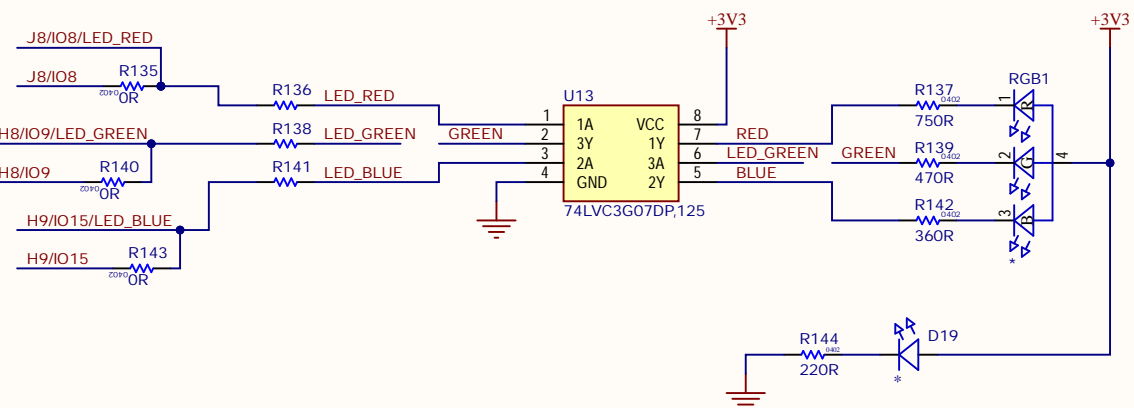 +3V3
+3V3
J8/IO8/LED_RED
J8/IO8
R135
0402
0R
R136
LED_RED
H8/IO9/LED_GREEN
R138
LED_GREEN
GREEN
H8/IO9
R140
0402
0R
R141
LED_BLUE
H9/IO15/LED_BLUE
H9/IO15
R143
0402
0R
U13
1
1A
VCC
8
2
3Y
1Y
7
RED
3
2A
3A
6
LED_GREEN
GREEN
4
GND
2Y
5
BLUE
74LVC3G07DP,125
R137
0402
750R
RGB1
1
R
R139
0402
470R
2
G
4
R142
0402
360R
3
B
*
R144
0402
220R
D19
*